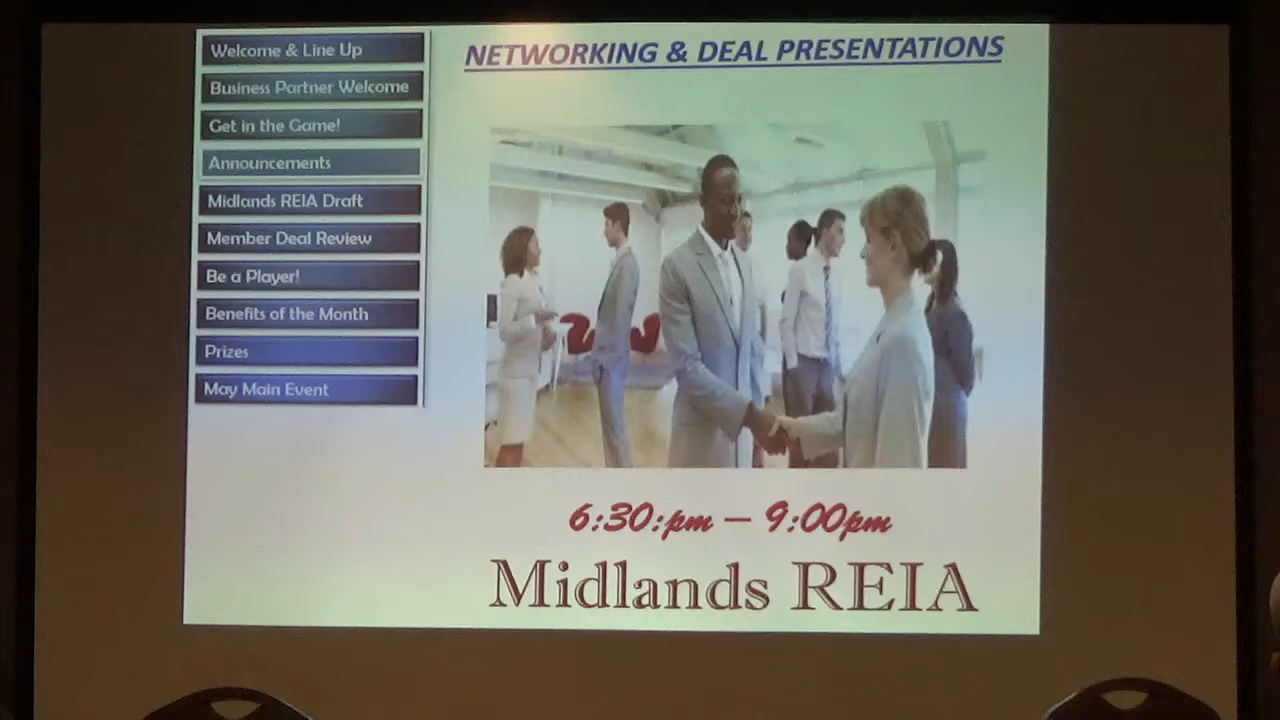 Welcome & Line Up
Business Partner Welcome
Get in the Game!
Announcements
Midlands REIA Draft
Member Deal Review
Be a Player!
Benefits of the Month
Prizes
May Main Event
NETWORKING & DEAL PRESENTATIONS
6:30:pm – 9:00pm
Midlands REIA